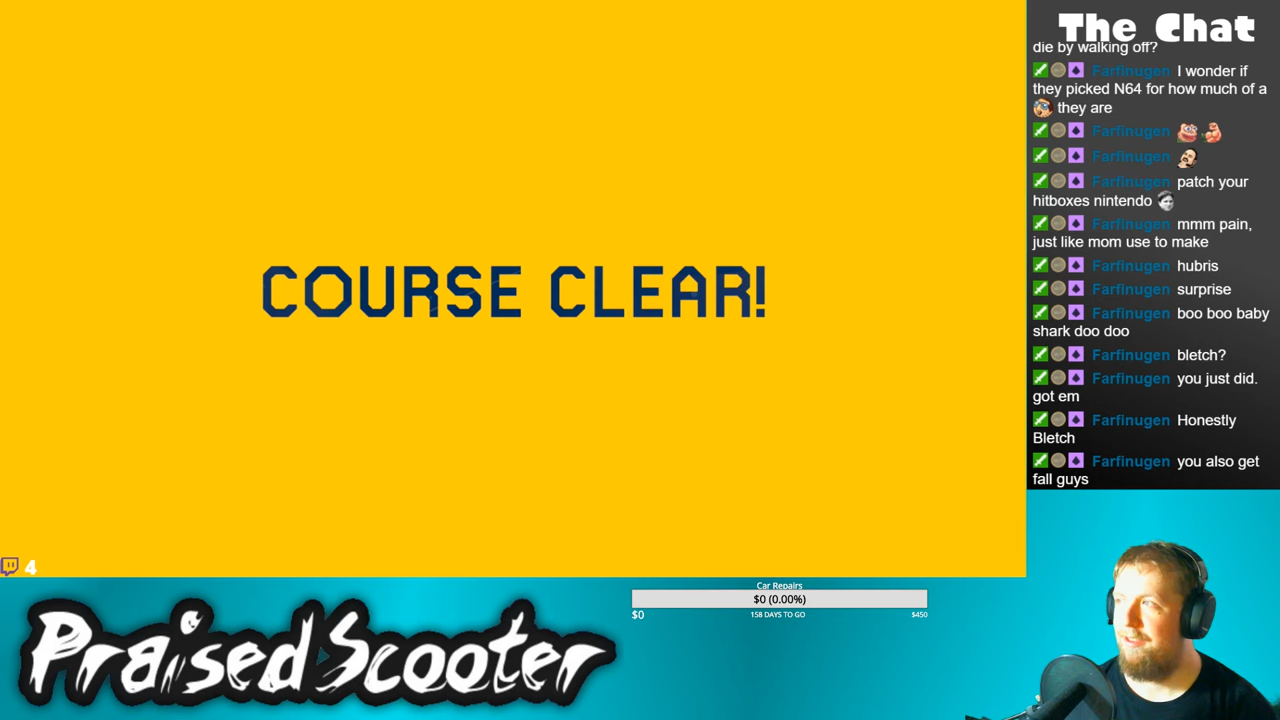 COURSE CLEAR!
4
The Chat
die by walking off?
Farfinugen I wonder if
they picked N64 for how much of a
they are
Farfinugen
Farfinugen
Farfinugen patch your
hitboxes nintendo
Farfinugen mmm pain,
just like mom use to make
Farfinugen hubris
Farfinugen surprise
Farfinugen boo boo baby
shark doo doo
Farfinugen bletch?
Farfinugen you just did.
got em
Farfinugen Honestly
Bletch
Farfinugen you also get
fall guys
Car Repairs
$0 (0.00%)
$0 158 DAYS TO GO $450
PraisedScooter